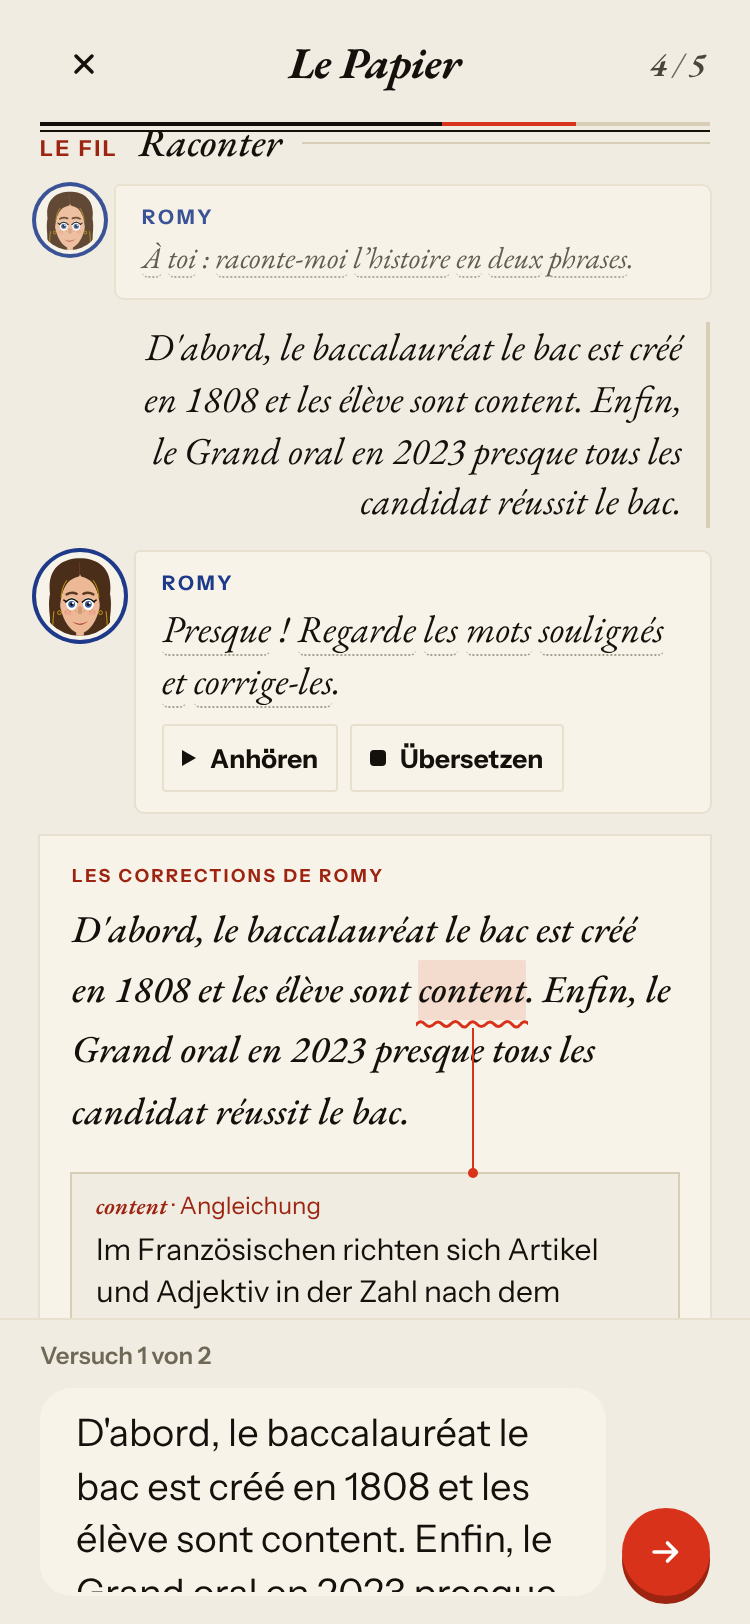 Le Papier
4 / 5
LE FIL Raconter
ROMY
À toi : raconte-moi l’histoire en deux phrases.
D'abord, le baccalauréat le bac est créé
en 1808 et les élève sont content. Enfin,
le Grand oral en 2023 presque tous les
candidat réussit le bac.
ROMY
Presque ! Regarde les mots soulignés
et corrige-les.
Anhören Übersetzen
LES CORRECTIONS DE ROMY
D'abord, le baccalauréat le bac est créé
en 1808 et les élève sont content. Enfin, le
Grand oral en 2023 presque tous les
candidat réussit le bac.
content · Angleichung
Im Französischen richten sich Artikel
und Adjektiv in der Zahl nach dem
Versuch 1 von 2
D'abord, le baccalauréat le
bac est créé en 1808 et les
élève sont content. Enfin, le
Grand oral en 2023 presque